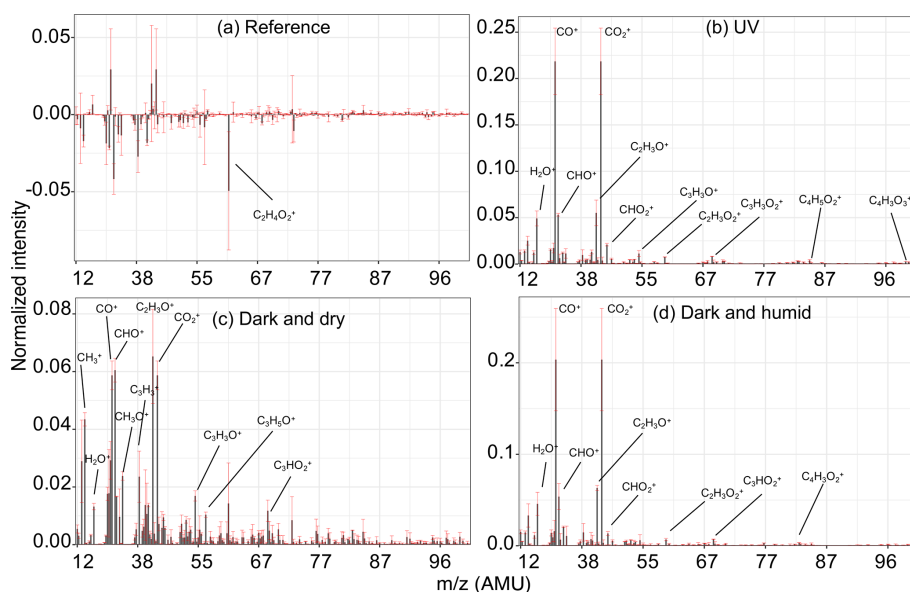 Normalized intensity
(a) Reference
0.05
0.00
-0.05
C₂H₄O₂⁺
12 38 55 67 87 96
(b) UV
0.25
0.20
0.15
0.10
0.05
0.00
CO⁺
CO₂⁺
H₂O⁺
CHO⁺
C₂H₃O⁺
CHO₂⁺
C₃H₃O⁺
C₂H₃O₂⁺
C₃H₃O₂⁺
C₄H₅O₂⁺
C₄H₃O₃⁺
12 38 55 67 87 96
(c) Dark and dry
0.08
0.06
0.04
0.02
0.00
CO⁺
C₂H₃O⁺
CO₂⁺
CHO⁺
CH₃⁺
C₃H₃⁺
CH₃O⁺
H₂O⁺
C₃H₃O⁺
C₃H₅O⁺
C₃HO₂⁺
12 38 55 67 87 96
(d) Dark and humid
0.2
0.1
0.0
CO⁺
CO₂⁺
H₂O⁺
CHO⁺
C₂H₃O⁺
CHO₂⁺
C₂H₃O₂⁺
C₃HO₂⁺
C₄H₃O₂⁺
12 38 55 67 87 96
m/z (AMU)